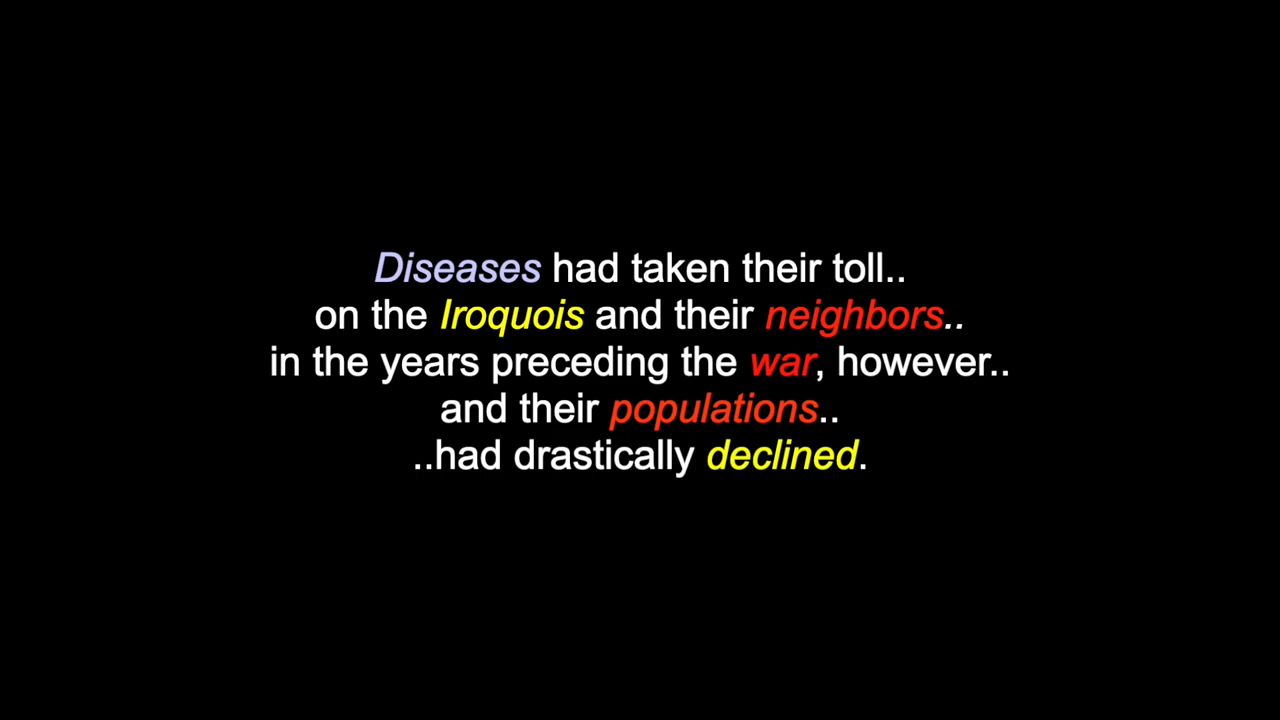 Diseases had taken their toll..
on the Iroquois and their neighbors..
in the years preceding the war, however..
and their populations..
..had drastically declined.